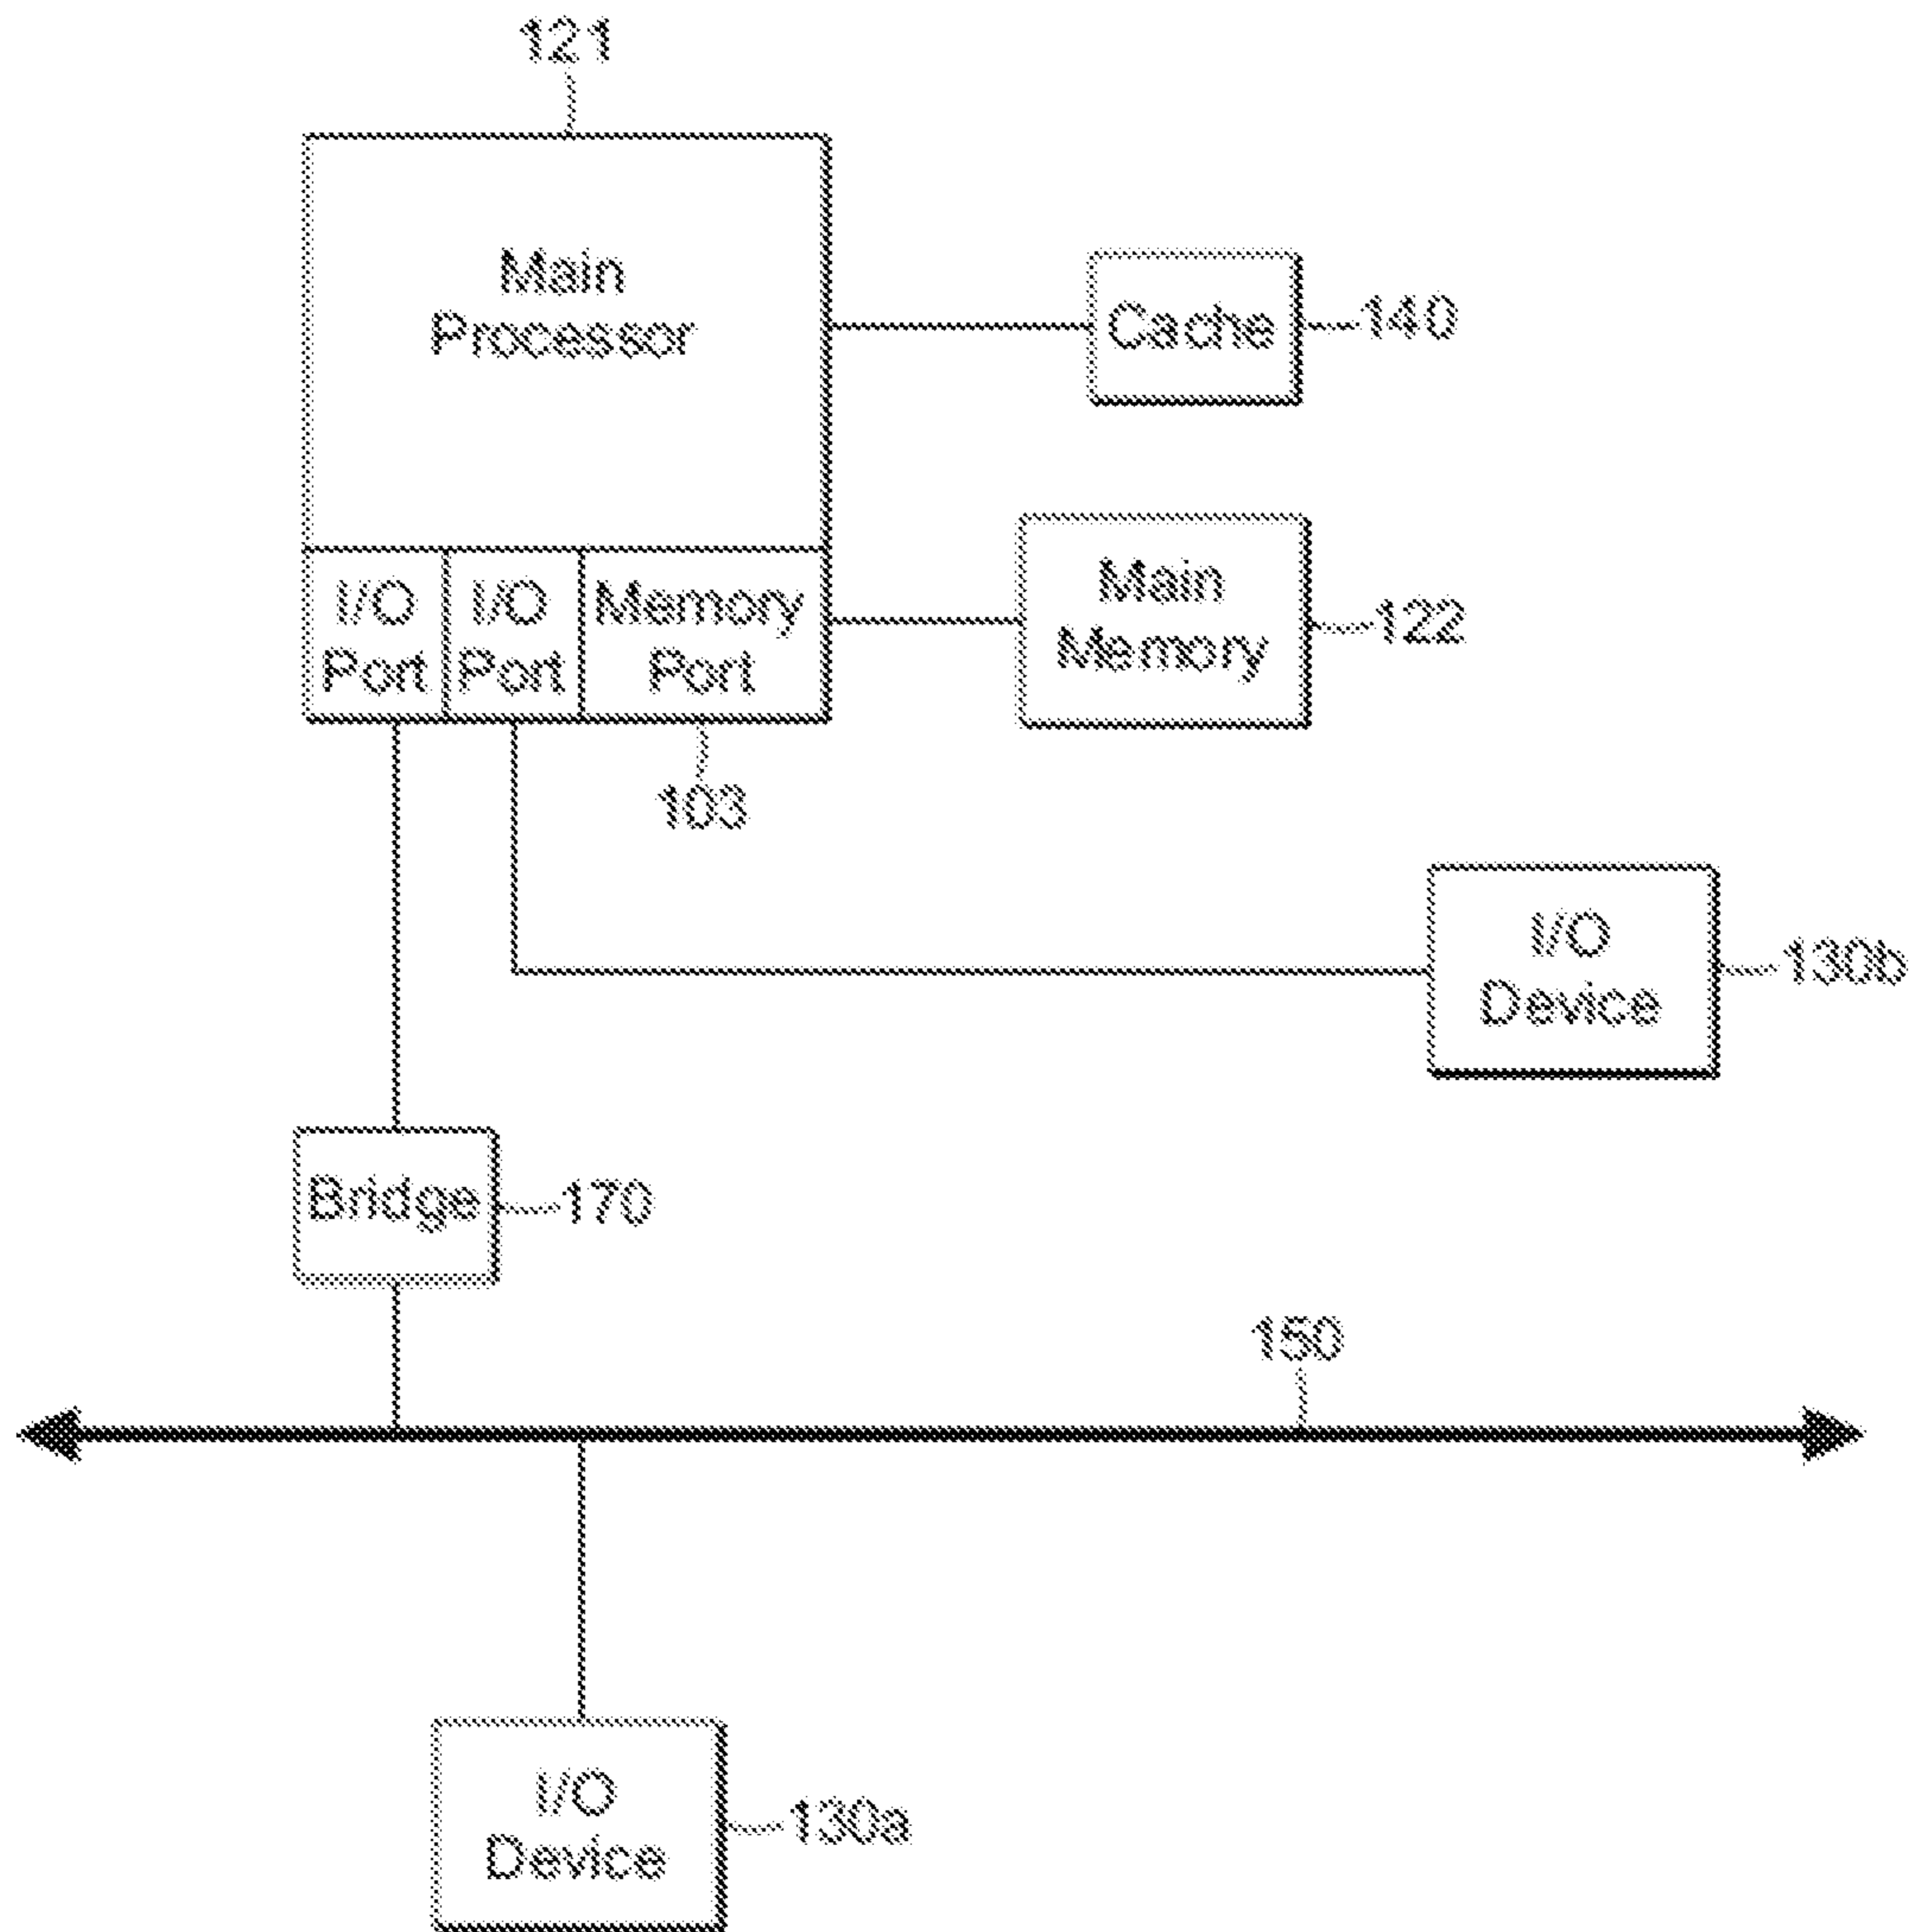 121
Main
Processor
Cache
140
I/O
Port
I/O
Port
Memory
Port
Main
Memory
122
103
I/O
Device
130b
Bridge
170
150
I/O
Device
130a